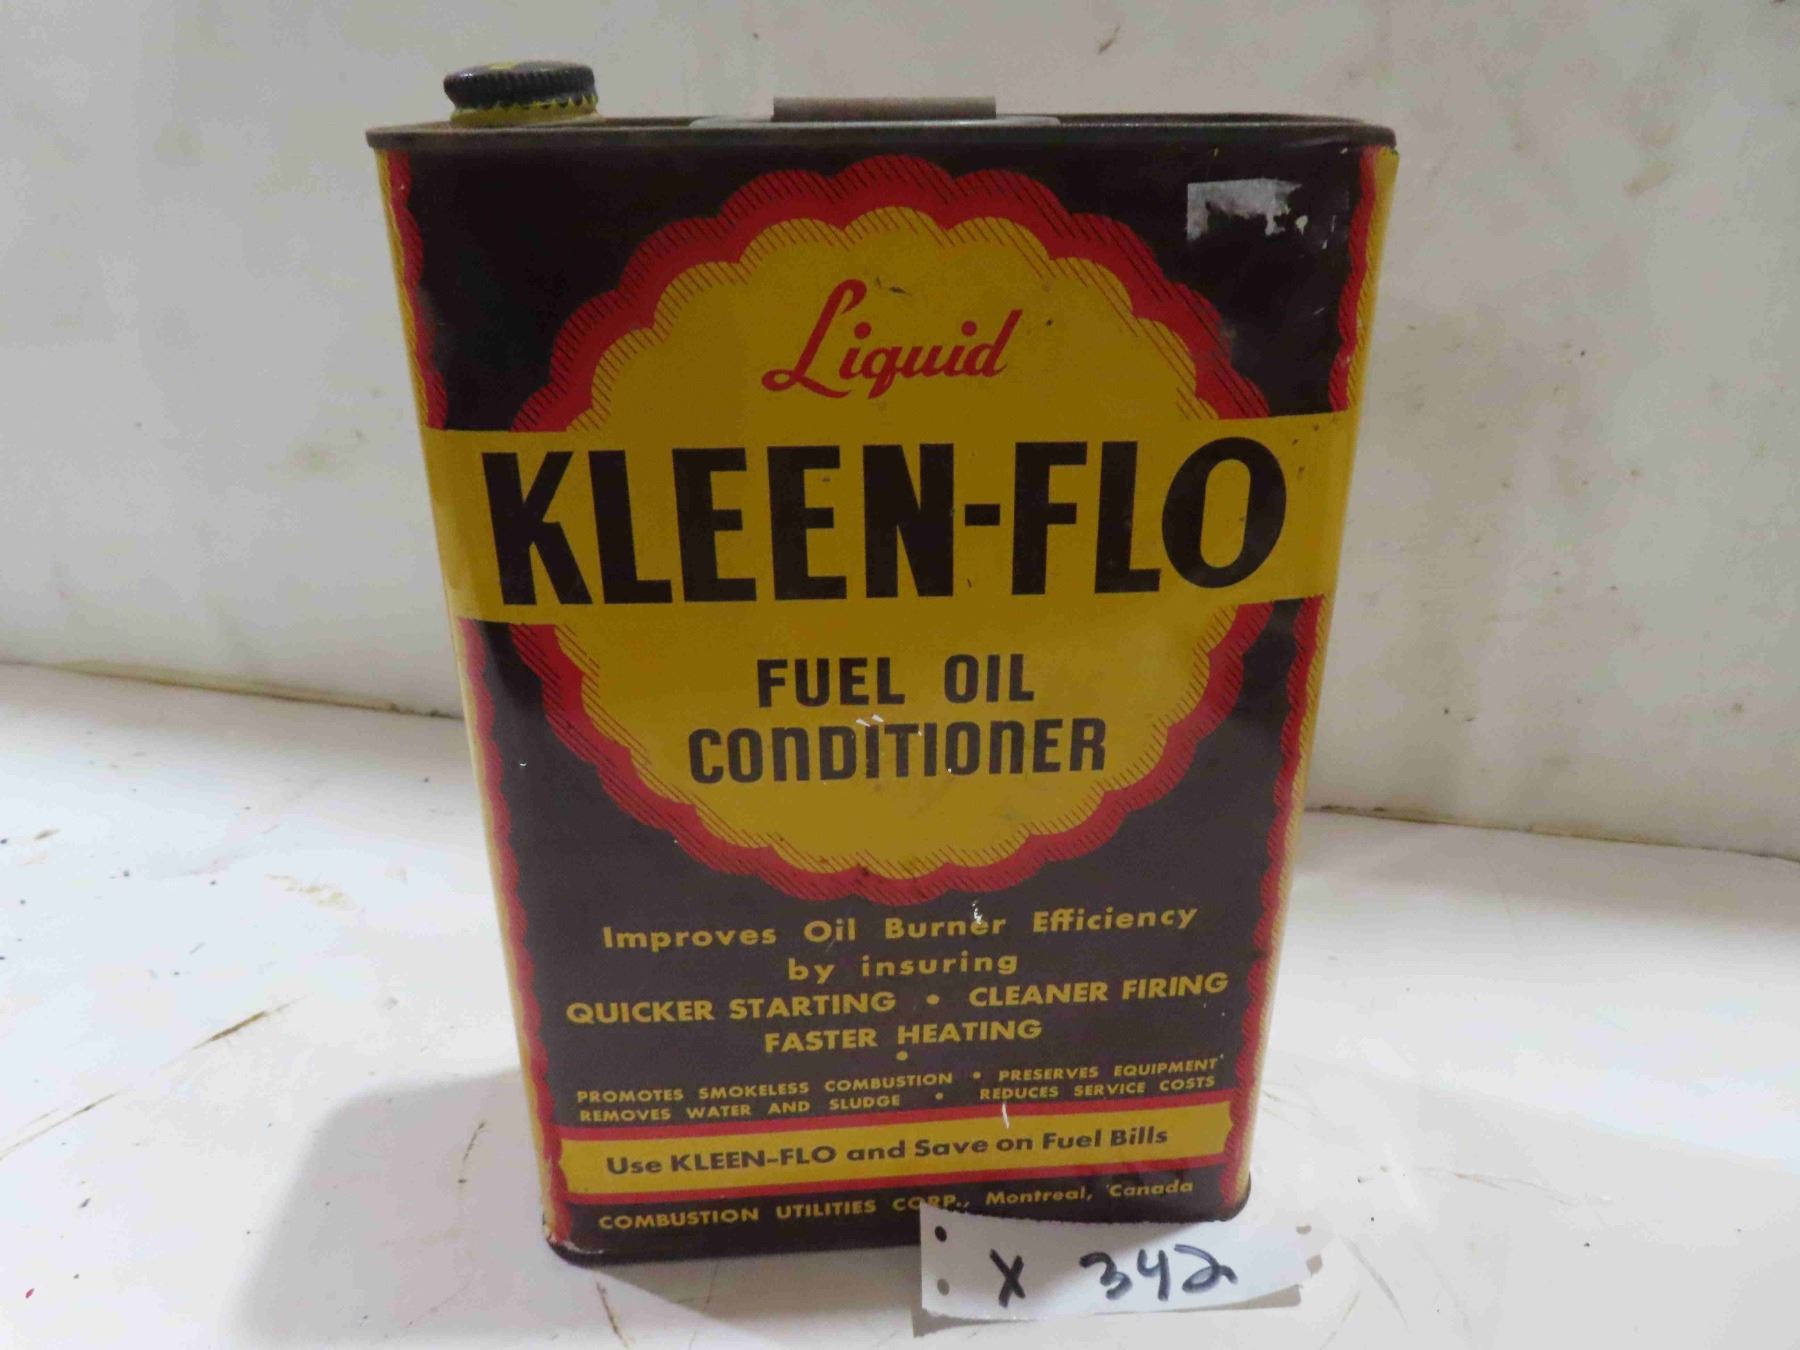 Liquid
KLEEN-FLO
FUEL OIL
CONDITIONER
Improves Oil Burner Efficiency
by insuring
QUICKER STARTING • CLEANER FIRING
FASTER HEATING
•
PROMOTES SMOKELESS COMBUSTION • PRESERVES EQUIPMENT
REMOVES WATER AND SLUDGE • REDUCES SERVICE COSTS
Use KLEEN-FLO and Save on Fuel Bills
COMBUSTION UTILITIES CORP., Montreal, Canada
X 342